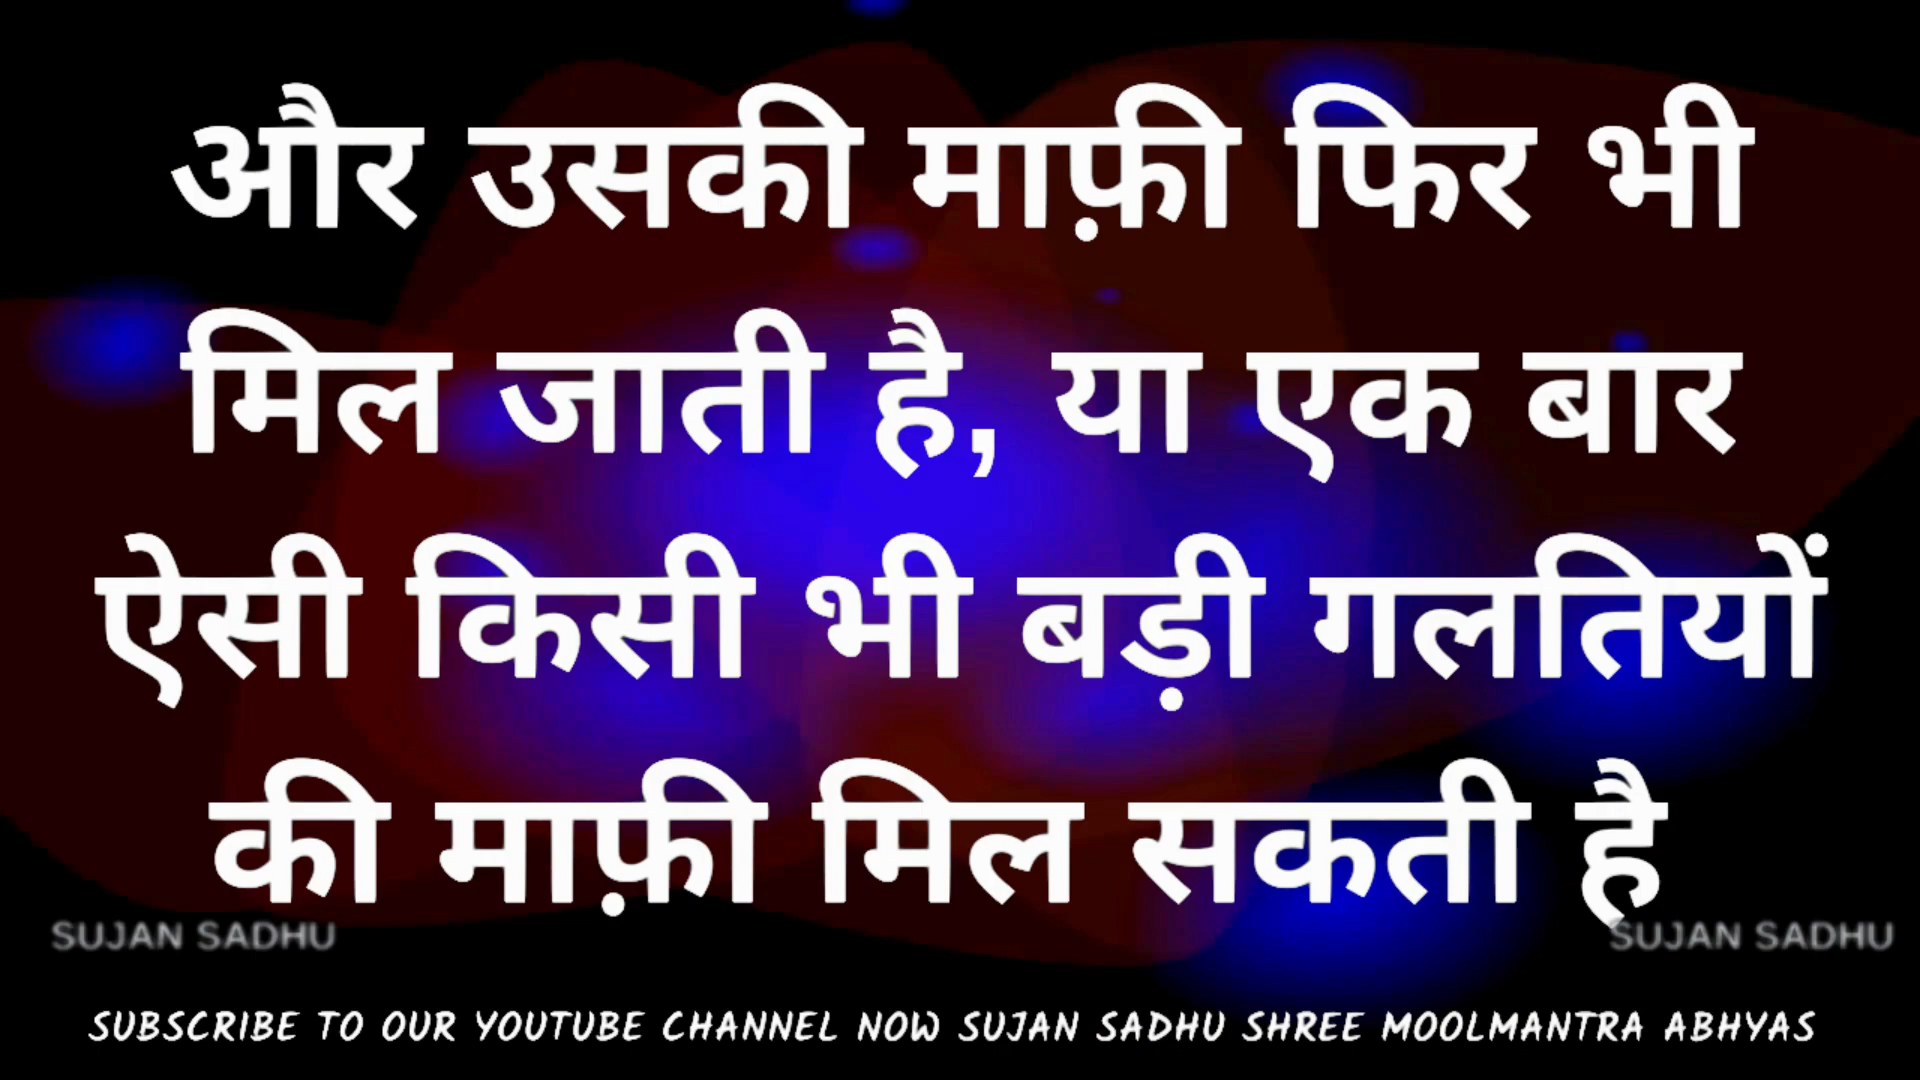 और उसकी माफ़ी फिर भी
मिल जाती है, या एक बार
ऐसी किसी भी बड़ी गलतियों
की माफ़ी मिल सकती है
SUJAN SADHU
SUJAN SADHU
SUBSCRIBE TO OUR YOUTUBE CHANNEL NOW SUJAN SADHU SHREE MOOLMANTRA ABHYAS